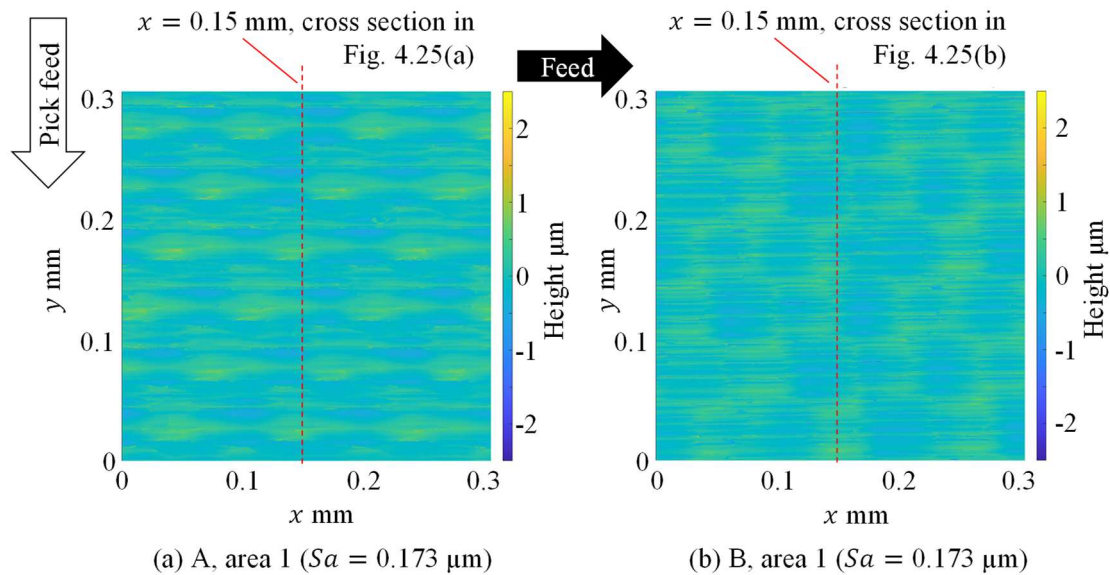 Pick feed
x = 0.15 mm, cross section in
Fig. 4.25(a)
Feed
x = 0.15 mm, cross section in
Fig. 4.25(b)
0.3
0.2
0.1
0
y mm
0
0.1
0.2
0.3
x mm
2
1
0
-1
-2
Height μm
0.3
0.2
0.1
0
y mm
0
0.1
0.2
0.3
x mm
2
1
0
-1
-2
Height μm
(a) A, area 1 (Sa = 0.173 μm)
(b) B, area 1 (Sa = 0.173 μm)